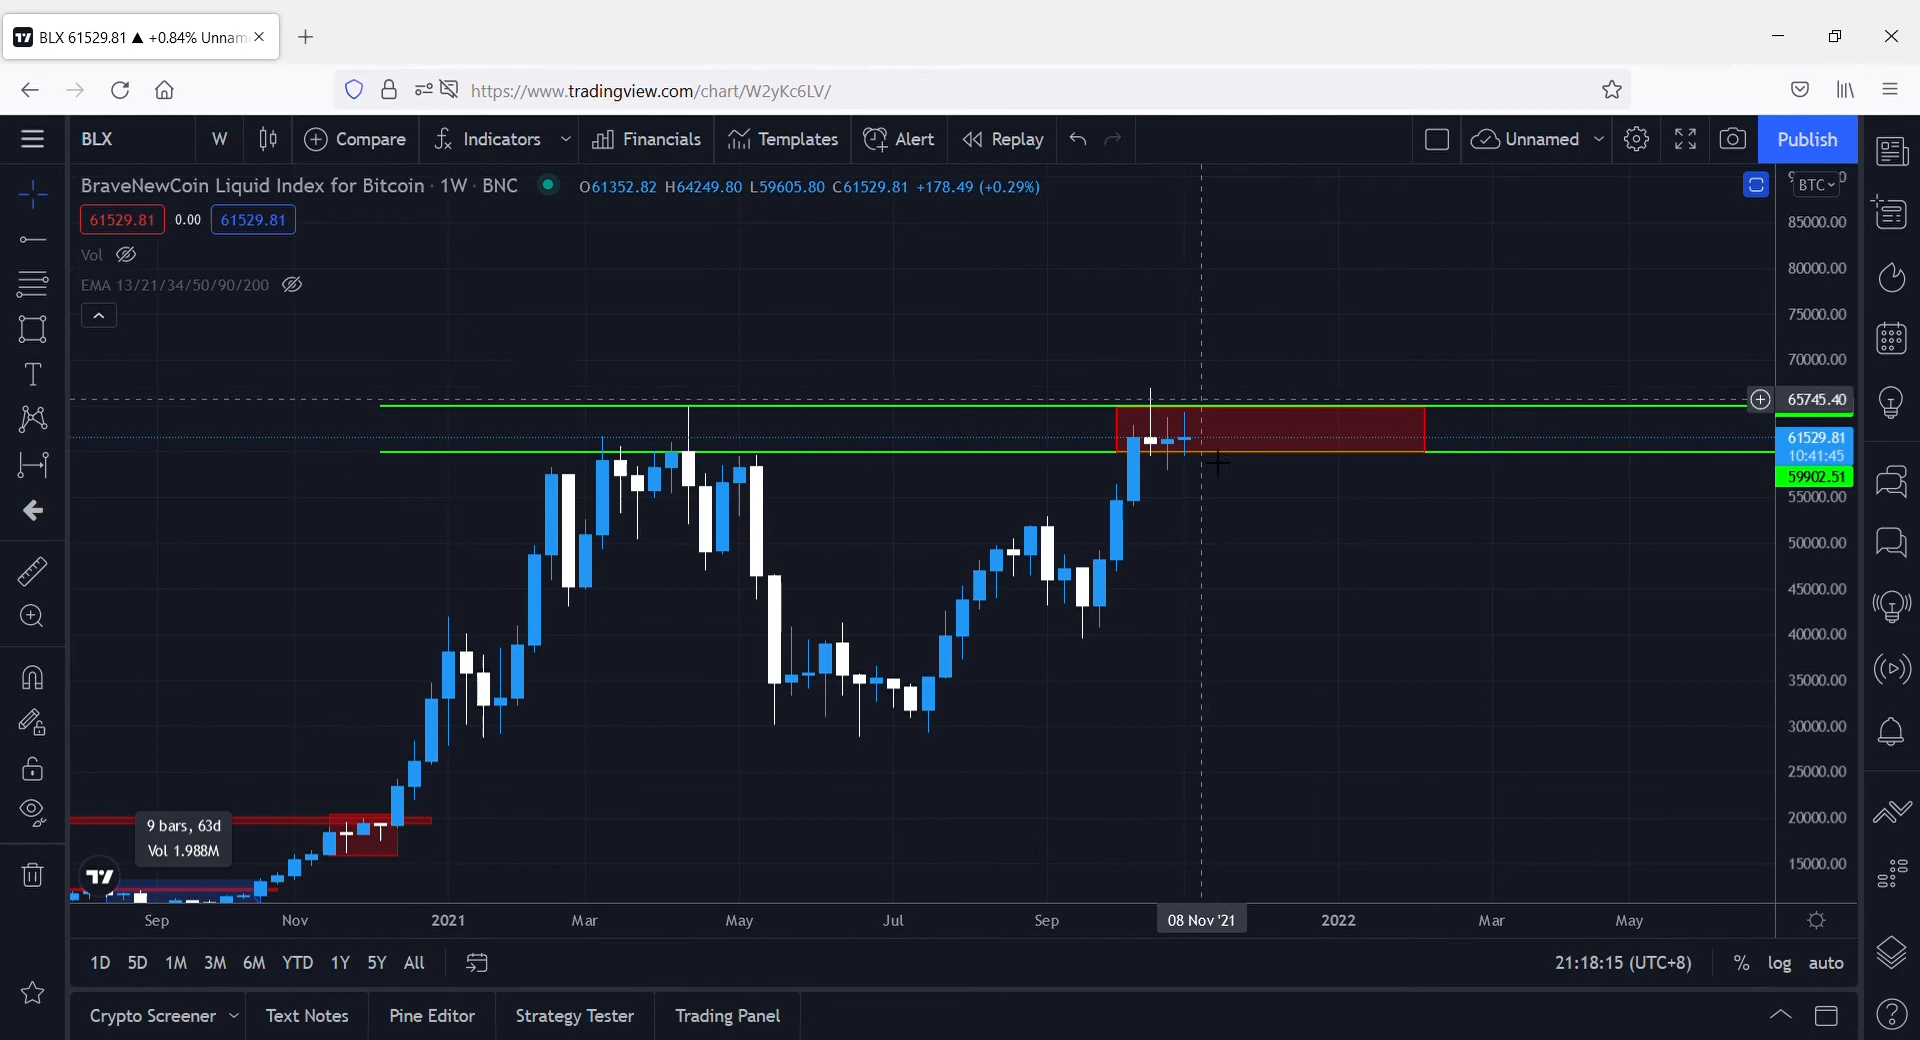 BLX 61529.81 ▲ +0.84% Unnam
https://www.tradingview.com/chart/W2yKc6LV/
BLX W Compare Indicators Financials Templates Alert Replay Unnamed Publish
BraveNewCoin Liquid Index for Bitcoin · 1W · BNC O61352.82 H64249.80 L59605.80 C61529.81 +178.49 (+0.29%)
BTC
61529.81 0.00 61529.81
Vol
EMA 13/21/34/50/90/200
85000.00
80000.00
75000.00
70000.00
65745.40
61529.81
10:41:45
59902.51
55000.00
50000.00
45000.00
40000.00
35000.00
30000.00
25000.00
20000.00
15000.00
9 bars, 63d
Vol 1.988M
Sep Nov 2021 Mar May Jul Sep 08 Nov '21 2022 Mar May
1D 5D 1M 3M 6M YTD 1Y 5Y All 21:18:15 (UTC+8) % log auto
Crypto Screener Text Notes Pine Editor Strategy Tester Trading Panel